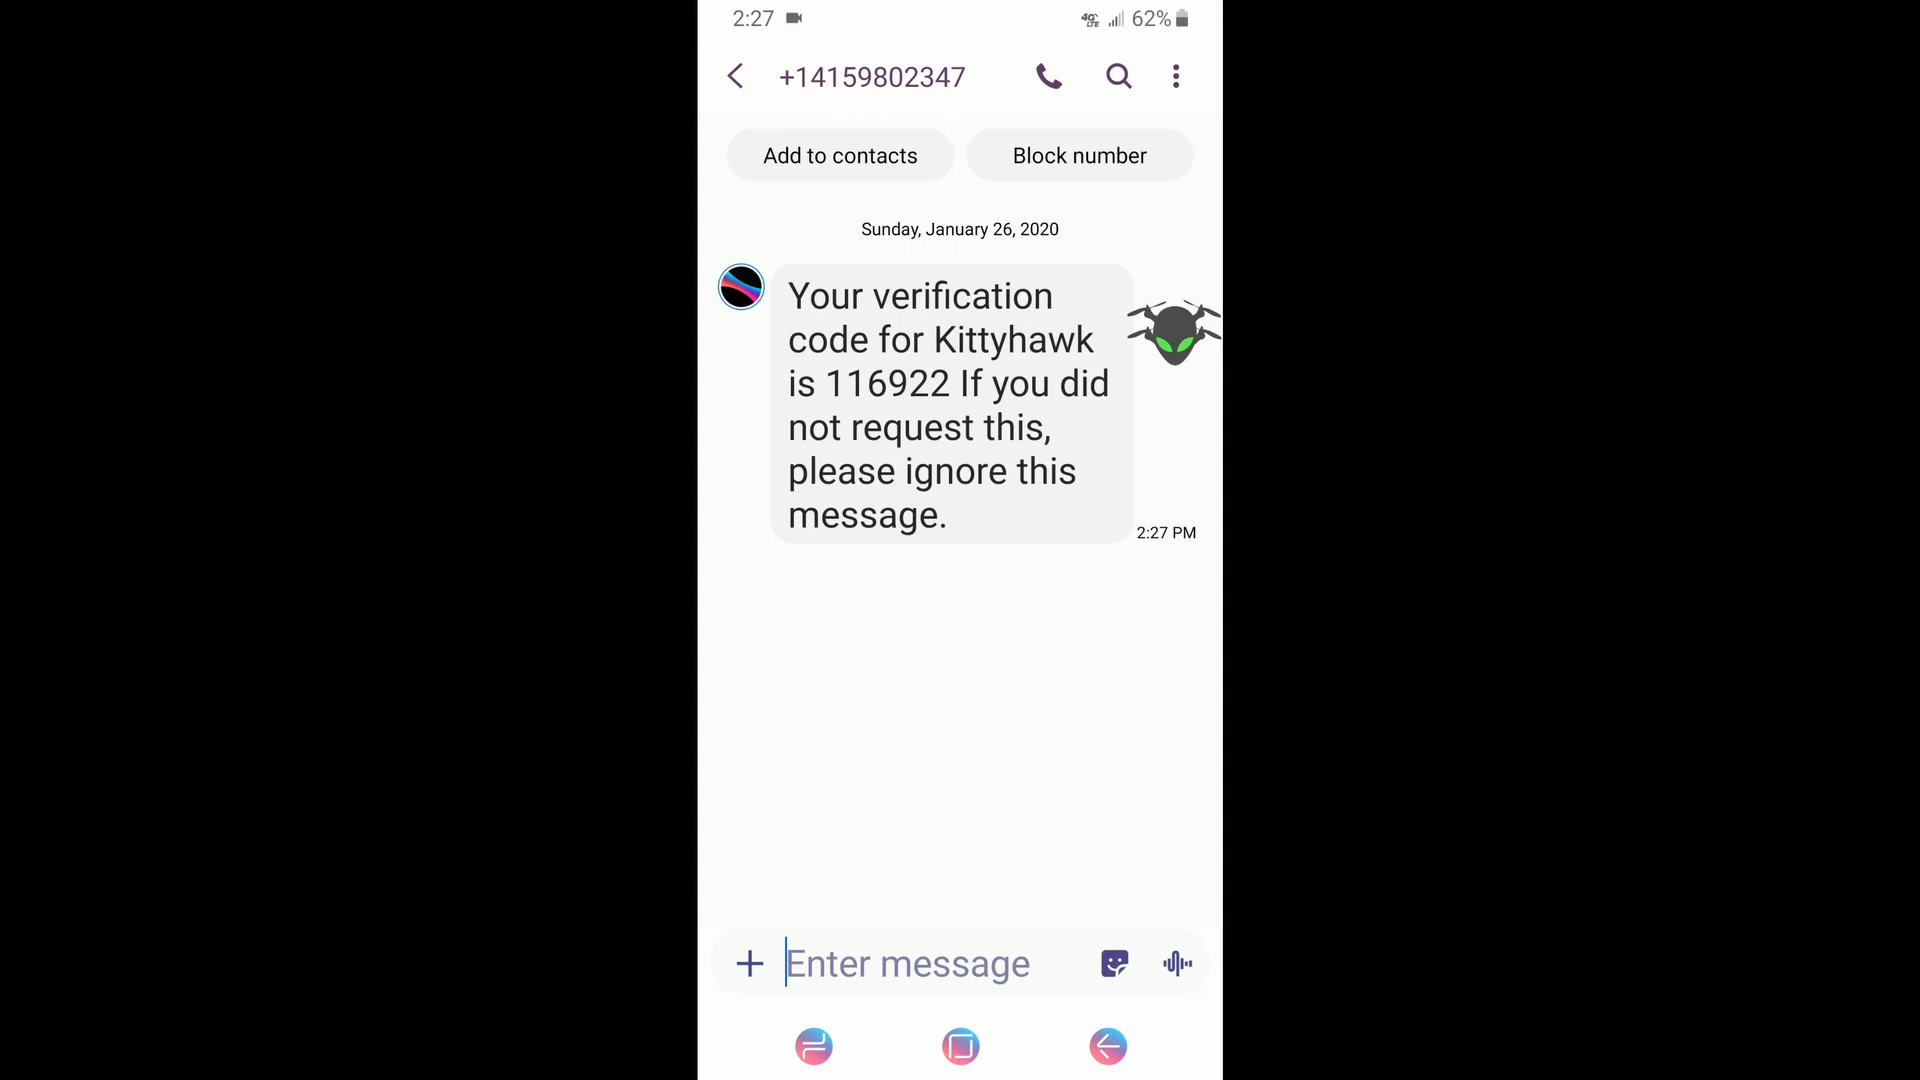 2:27 62%
+14159802347
Add to contacts Block number
Sunday, January 26, 2020
Your verification
code for Kittyhawk
is 116922 If you did
not request this,
please ignore this
message.
2:27 PM
Enter message